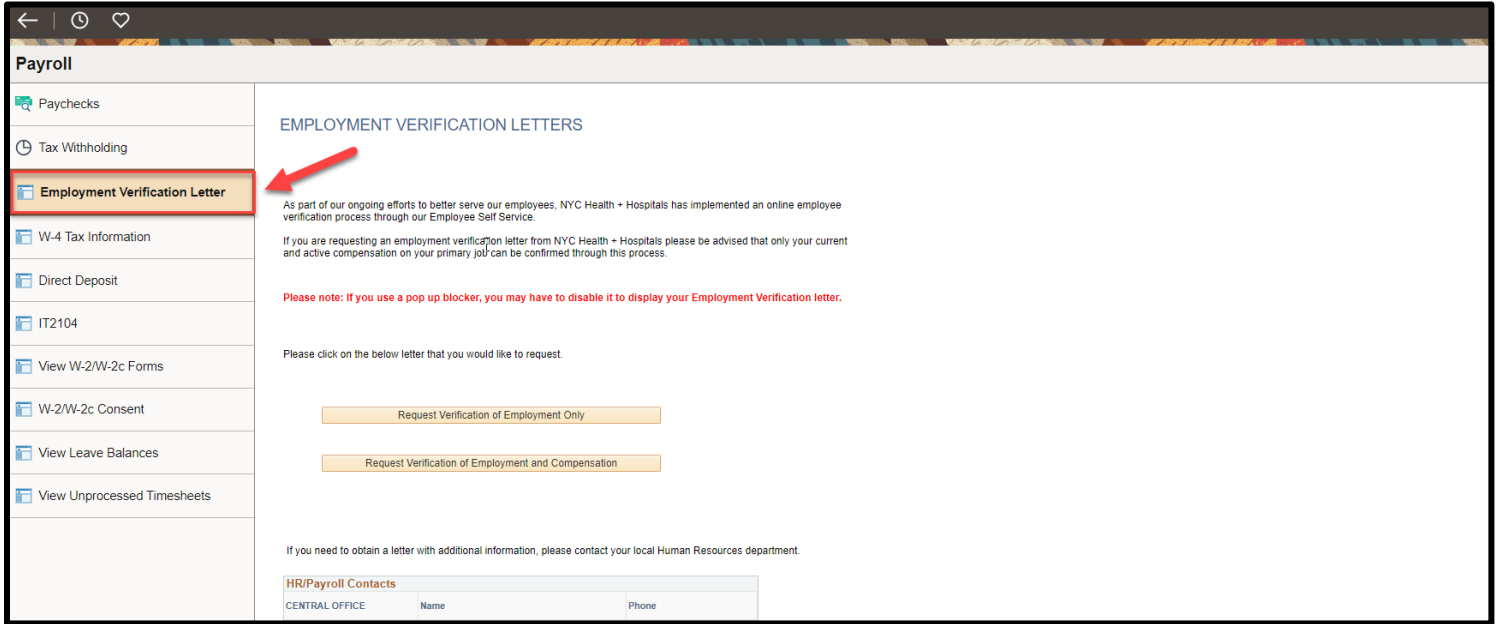 Payroll
Paychecks
Tax Withholding
Employment Verification Letter
W-4 Tax Information
Direct Deposit
IT2104
View W-2/W-2c Forms
W-2/W-2c Consent
View Leave Balances
View Unprocessed Timesheets
EMPLOYMENT VERIFICATION LETTERS
As part of our ongoing efforts to better serve our employees, NYC Health + Hospitals has implemented an online employee
verification process through our Employee Self Service.
If you are requesting an employment verification letter from NYC Health + Hospitals please be advised that only your current
and active compensation on your primary job can be confirmed through this process.
Please note: If you use a pop up blocker, you may have to disable it to display your Employment Verification letter.
Please click on the below letter that you would like to request.
Request Verification of Employment Only
Request Verification of Employment and Compensation
If you need to obtain a letter with additional information, please contact your local Human Resources department.
HR/Payroll Contacts
CENTRAL OFFICE Name Phone